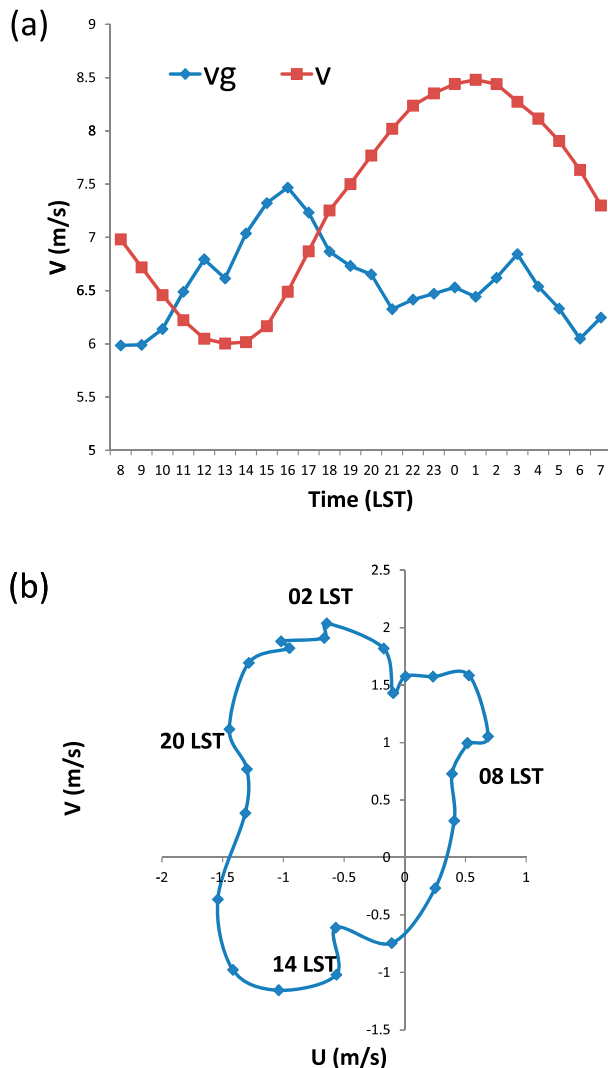 (a)
vg v
9
8.5
8
7.5
7
6.5
6
5.5
5
V (m/s)
8 9 10 11 12 13 14 15 16 17 18 19 20 21 22 23 0 1 2 3 4 5 6 7
Time (LST)
(b)
2.5
02 LST
2
1.5
20 LST
1
08 LST
V (m/s)
0.5
0
-2 -1.5 -1 -0.5 0 0.5 1
-0.5
14 LST
-1
-1.5
U (m/s)